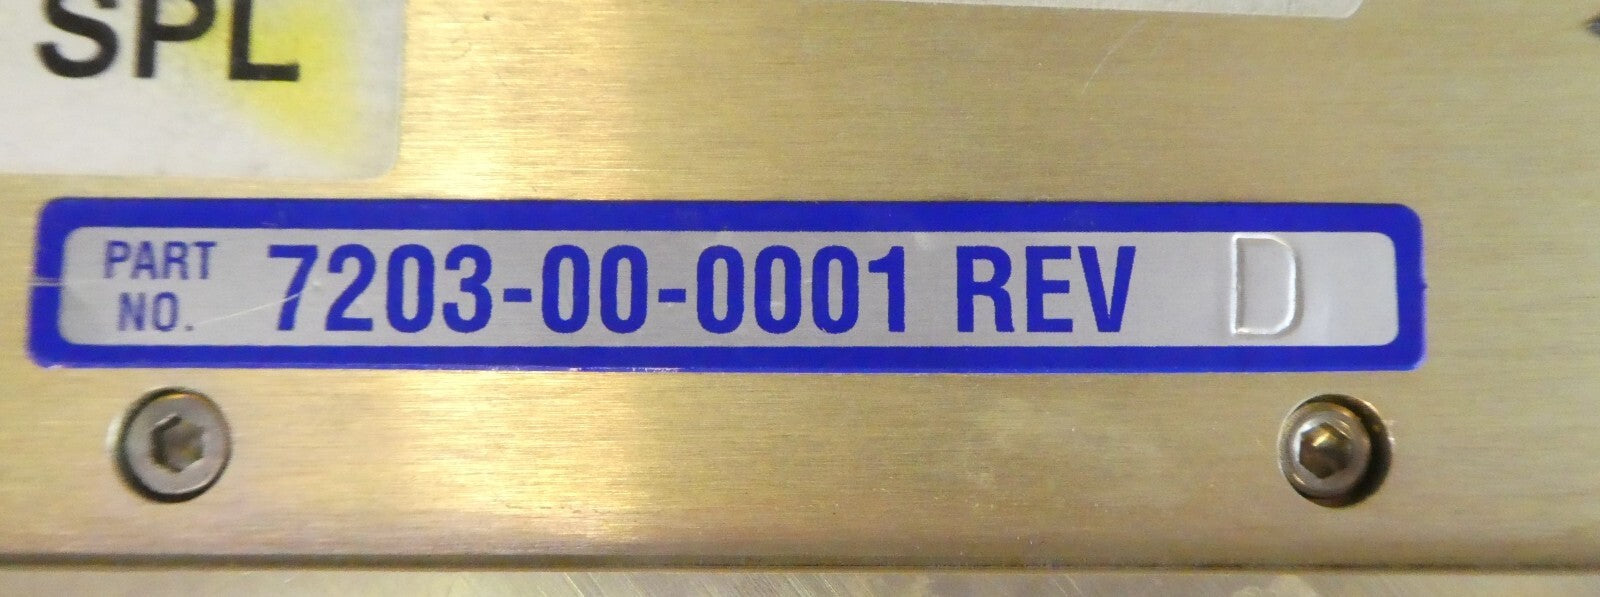 SPL
PART NO. 7203-00-0001 REV D